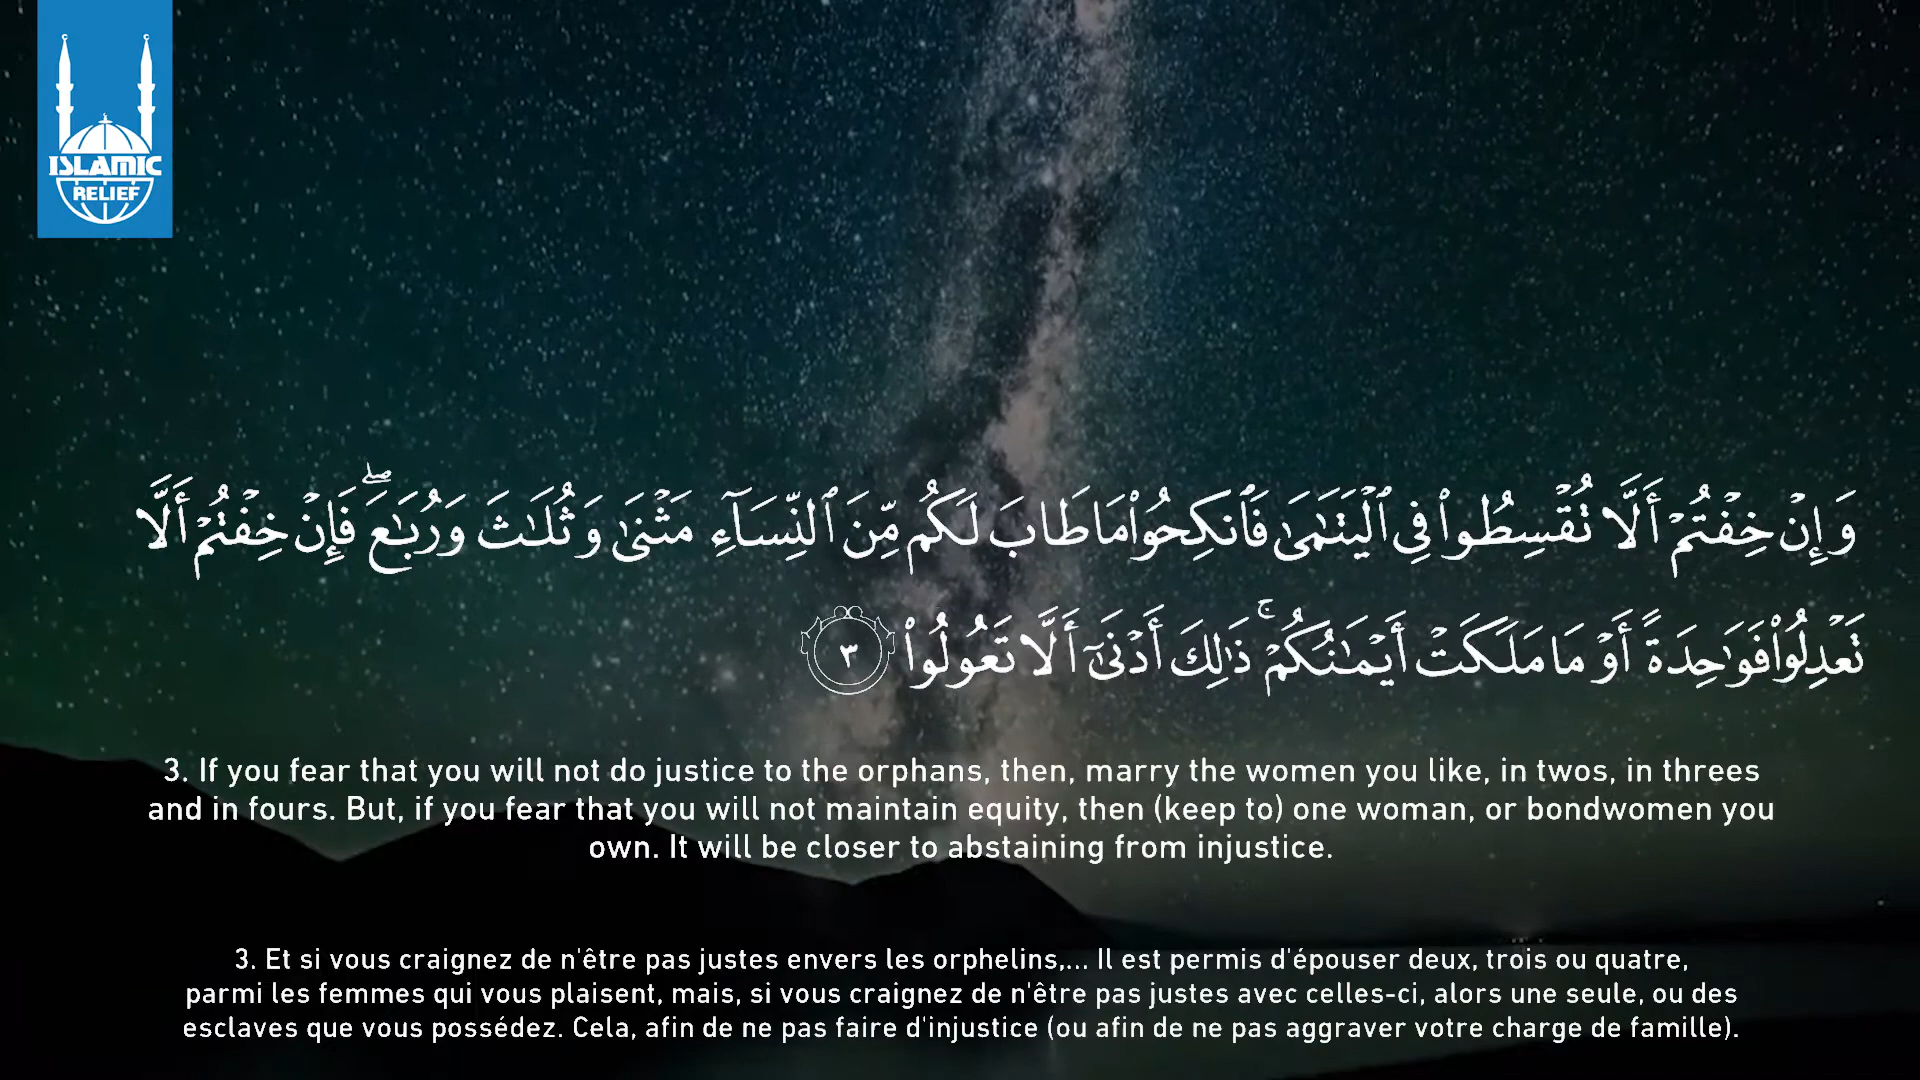 ISLAMIC
RELIEF
وَإِنْ خِفْتُمْ أَلَّا تُقْسِطُوا۟ فِى ٱلْيَتَـٰمَىٰ فَٱنكِحُوا۟ مَا طَابَ لَكُم مِّنَ ٱلنِّسَآءِ مَثْنَىٰ وَثُلَـٰثَ وَرُبَـٰعَ ۖ فَإِنْ خِفْتُمْ أَلَّا
تَعْدِلُوا۟ فَوَٰحِدَةً أَوْ مَا مَلَكَتْ أَيْمَـٰنُكُمْ ۚ ذَٰلِكَ أَدْنَىٰٓ أَلَّا تَعُولُوا۟ ٣
3. If you fear that you will not do justice to the orphans, then, marry the women you like, in twos, in threes
and in fours. But, if you fear that you will not maintain equity, then (keep to) one woman, or bondwomen you
own. It will be closer to abstaining from injustice.
3. Et si vous craignez de n'être pas justes envers les orphelins,... Il est permis d'épouser deux, trois ou quatre,
parmi les femmes qui vous plaisent, mais, si vous craignez de n'être pas justes avec celles-ci, alors une seule, ou des
esclaves que vous possédez. Cela, afin de ne pas faire d'injustice (ou afin de ne pas aggraver votre charge de famille).